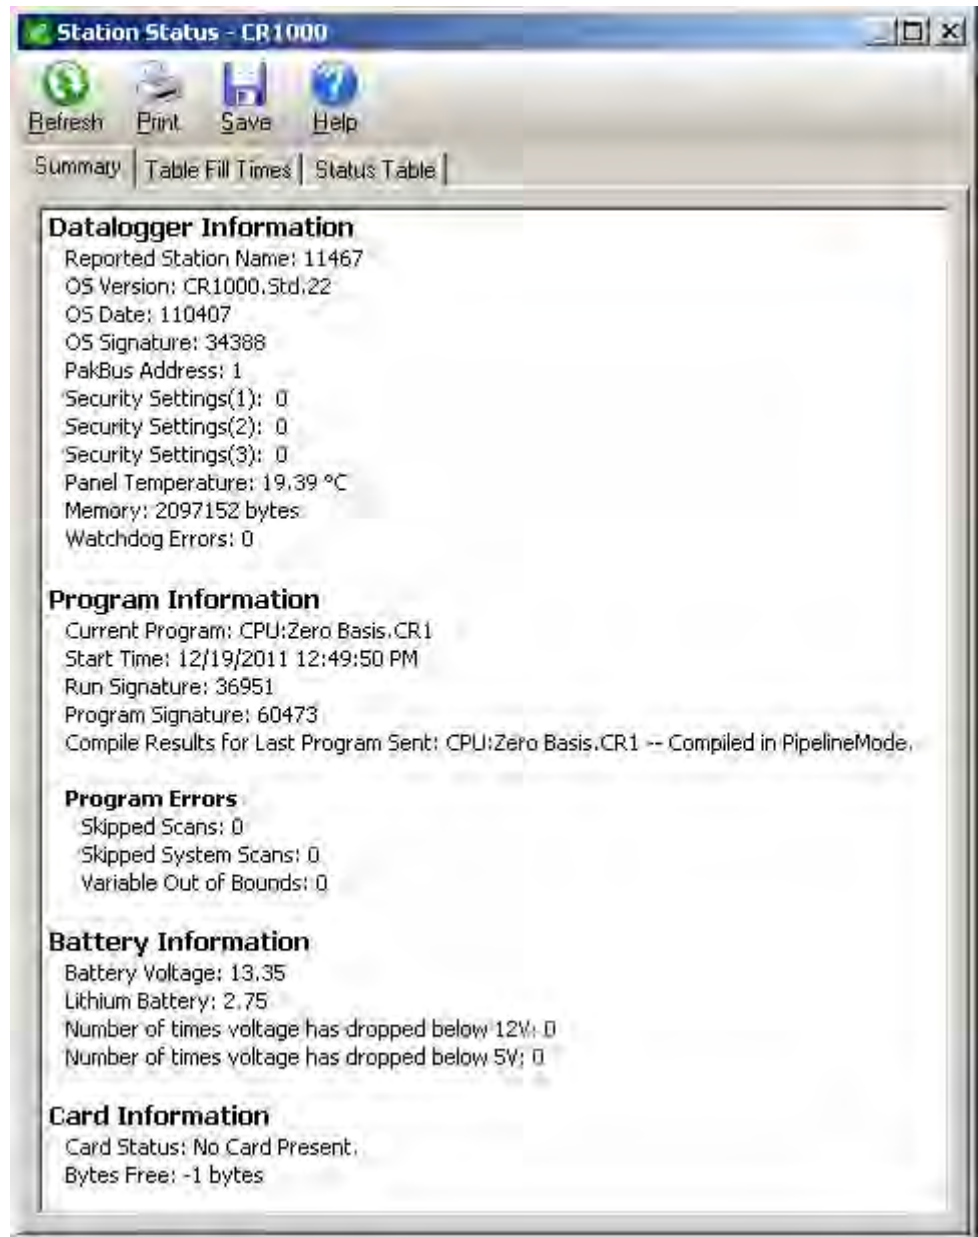 Station Status - CR1000
Refresh Print Save Help
Summary Table Fill Times Status Table
Datalogger Information
Reported Station Name: 11467
OS Version: CR1000.Std.22
OS Date: 110407
OS Signature: 34388
PakBus Address: 1
Security Settings(1): 0
Security Settings(2): 0
Security Settings(3): 0
Panel Temperature: 19.39 °C
Memory: 2097152 bytes
Watchdog Errors: 0
Program Information
Current Program: CPU:Zero Basis.CR1
Start Time: 12/19/2011 12:49:50 PM
Run Signature: 36951
Program Signature: 60473
Compile Results for Last Program Sent: CPU:Zero Basis.CR1 -- Compiled in PipelineMode.
Program Errors
Skipped Scans: 0
Skipped System Scans: 0
Variable Out of Bounds: 0
Battery Information
Battery Voltage: 13.35
Lithium Battery: 2.75
Number of times voltage has dropped below 12V: 0
Number of times voltage has dropped below 5V: 0
Card Information
Card Status: No Card Present.
Bytes Free: -1 bytes